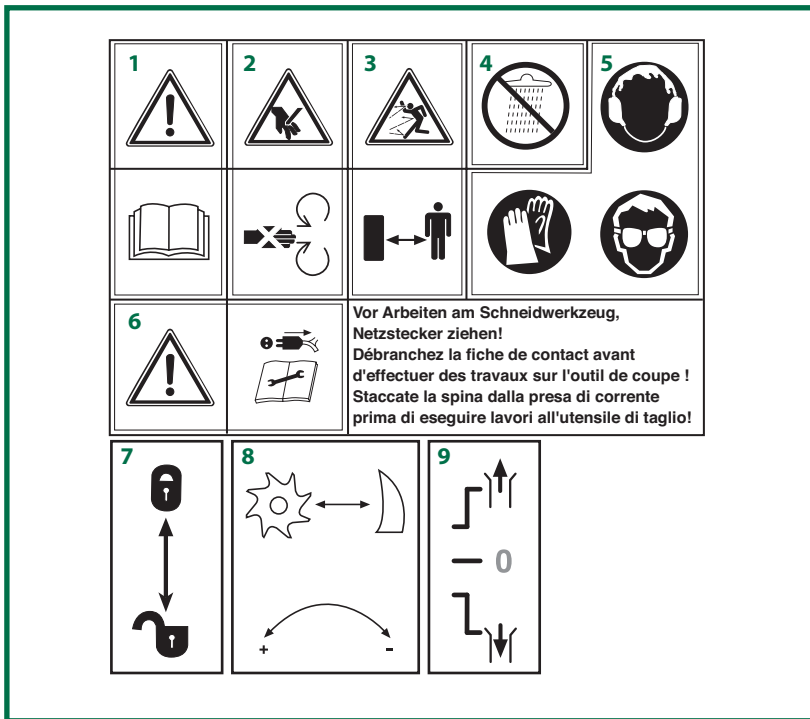 1
2
3
4
5
6
Vor Arbeiten am Schneidwerkzeug,
Netzstecker ziehen!
Débranchez la fiche de contact avant
d'effectuer des travaux sur l'outil de coupe !
Staccate la spina dalla presa di corrente
prima di eseguire lavori all'utensile di taglio!
7
8
9
0
+
-